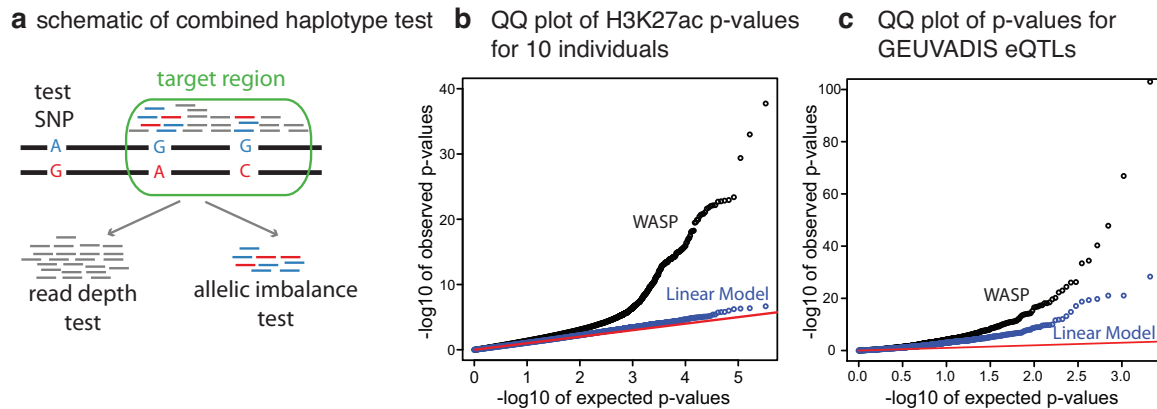 a schematic of combined haplotype test
test
SNP
target region
A
G
G
G
A
C
read depth
test
allelic imbalance
test
b QQ plot of H3K27ac p-values
for 10 individuals
-log10 of observed p-values
40
30
20
10
0
WASP
Linear Model
0 1 2 3 4 5
-log10 of expected p-values
c QQ plot of p-values for
GEUVADIS eQTLs
-log10 of observed p-values
100
80
60
40
20
0
WASP
Linear Model
0.0 0.5 1.0 1.5 2.0 2.5 3.0
-log10 of expected p-values